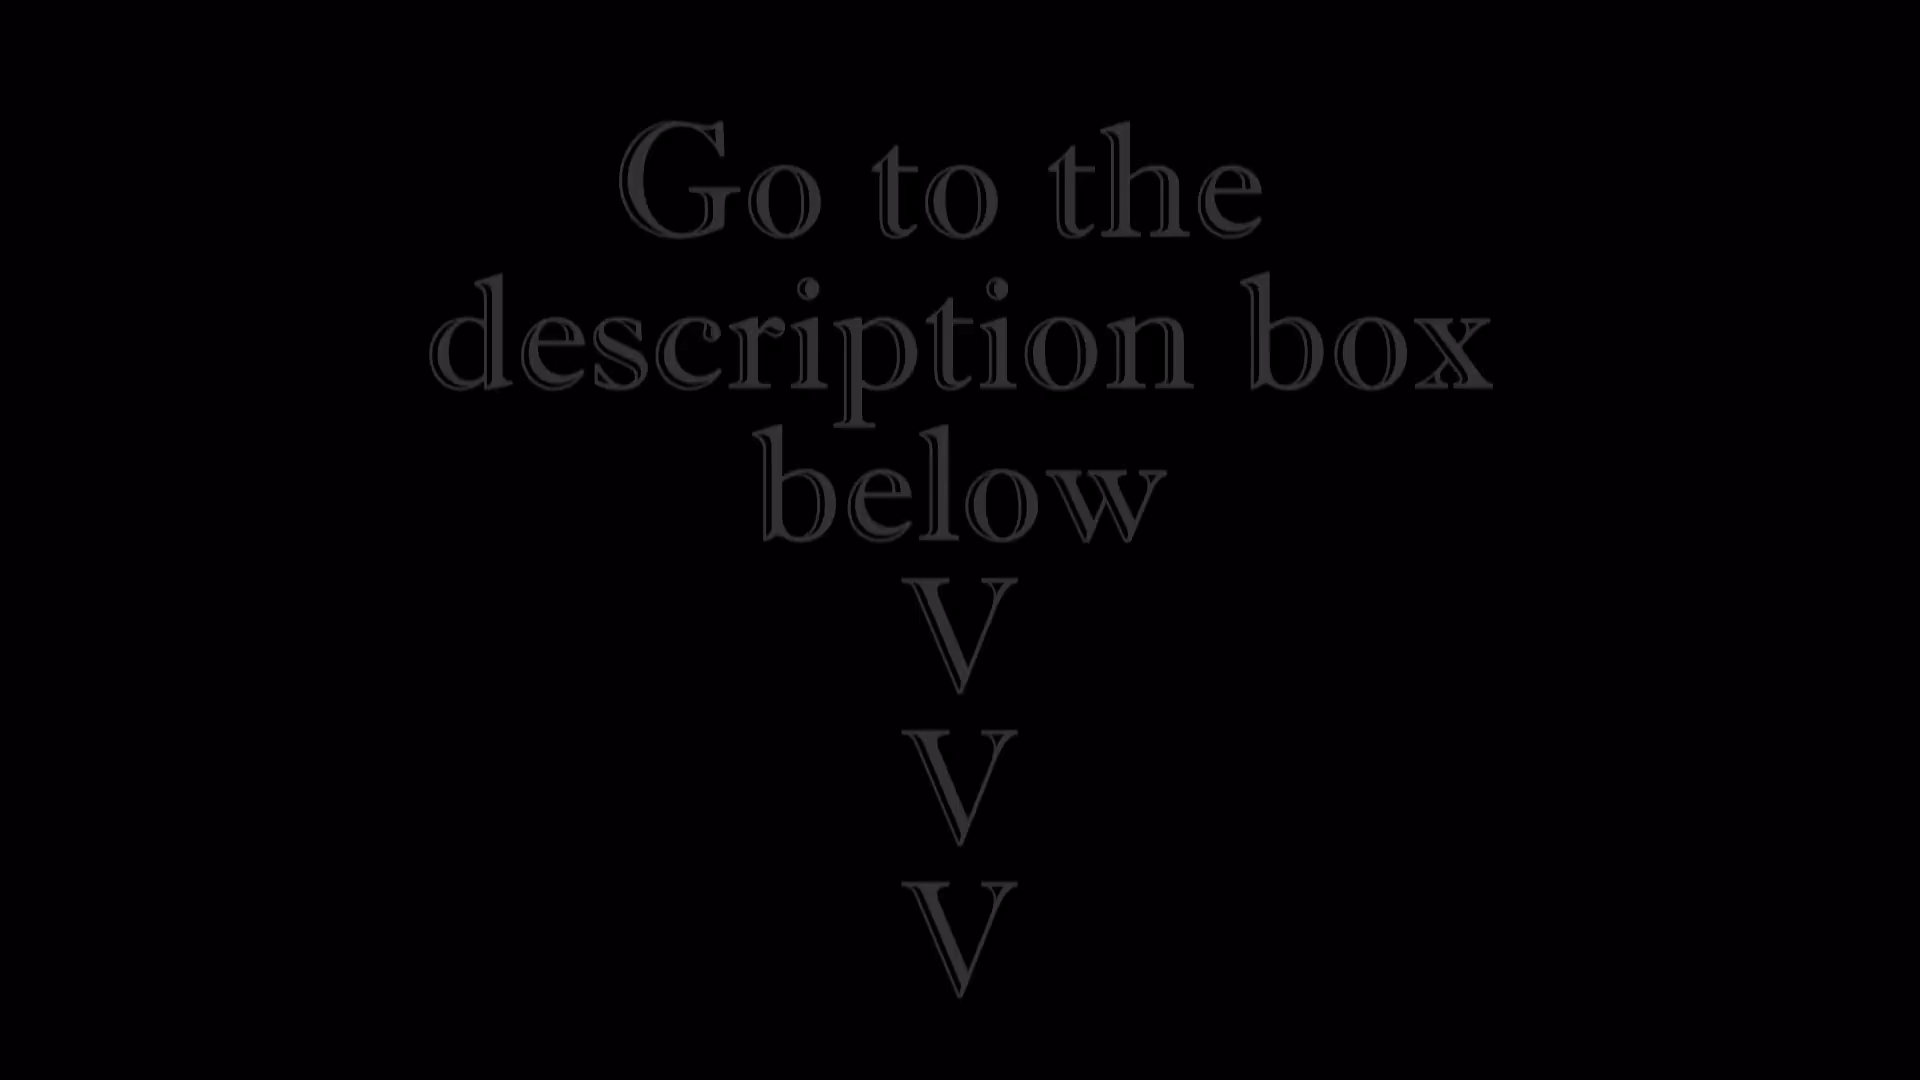 Go to the
description box
below
V
V
V